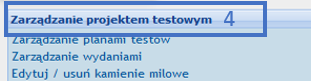 Zarządzanie projektem testowym 4
Zarządzanie planami testów
Zarządzanie wydaniami
Edytuj / usuń kamienie milowe